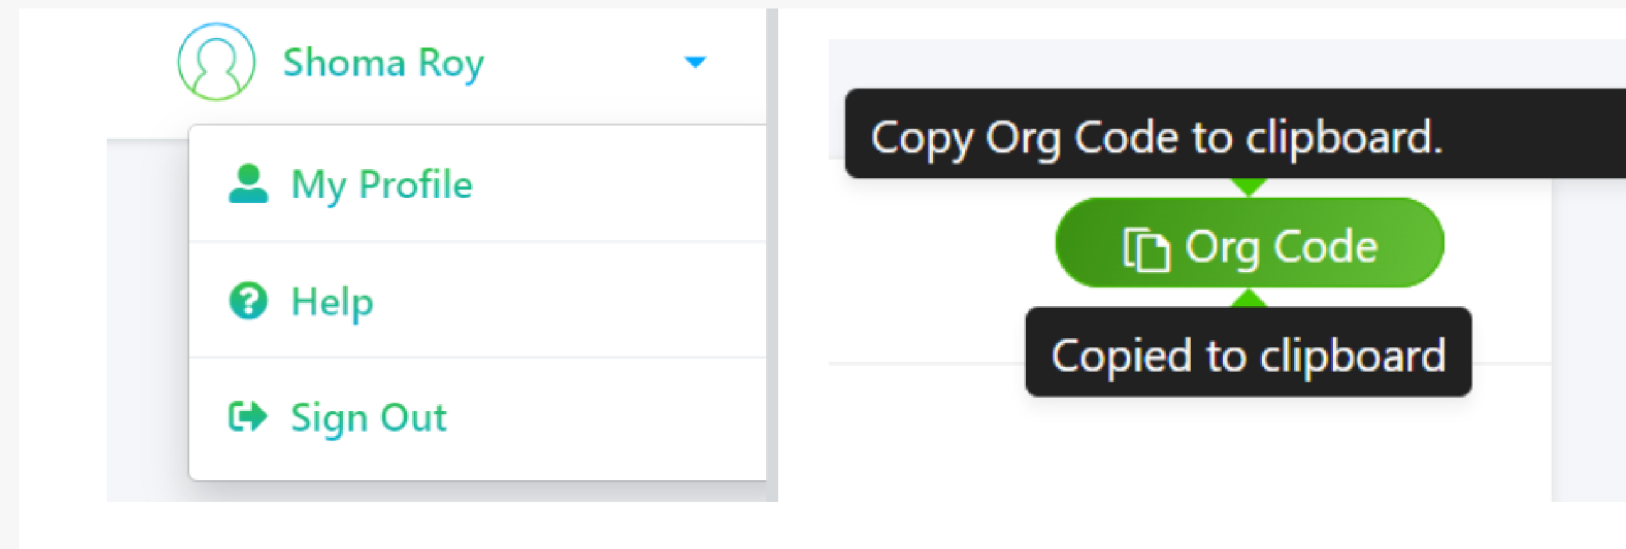 Shoma Roy
My Profile
Help
Sign Out
Copy Org Code to clipboard.
Org Code
Copied to clipboard